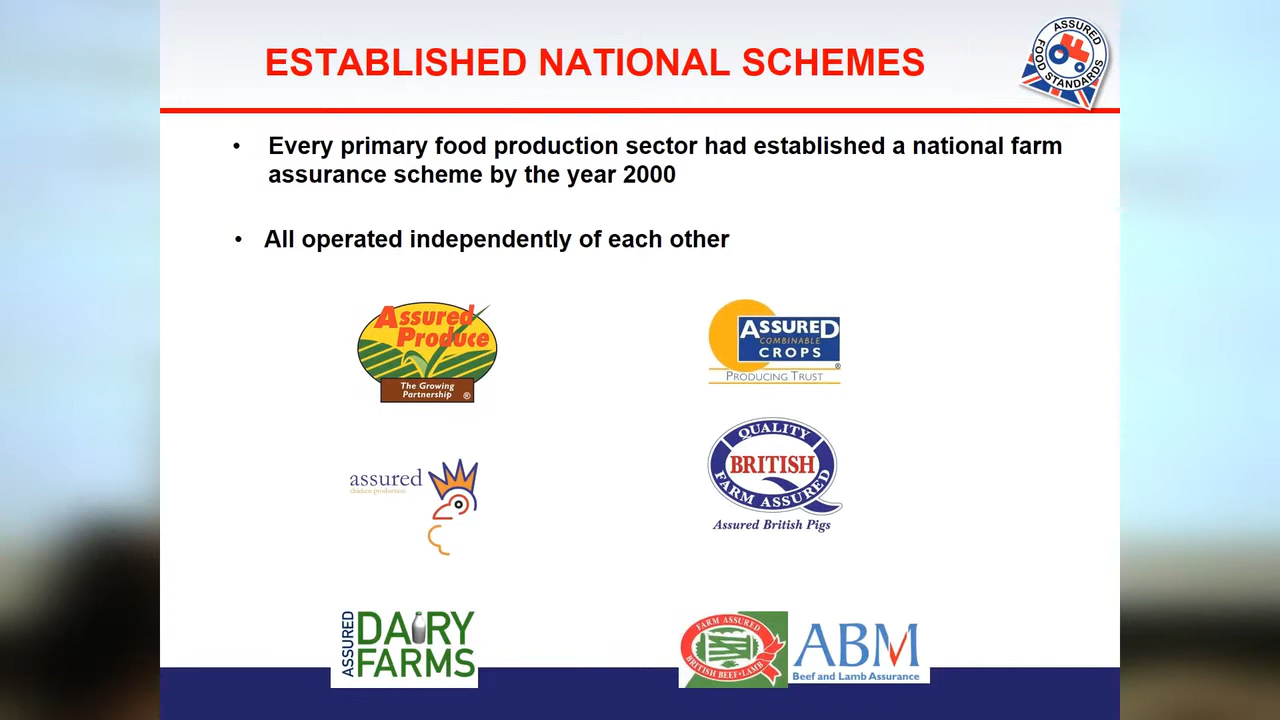 ESTABLISHED NATIONAL SCHEMES
ASSURED
FOOD STANDARDS
• Every primary food production sector had established a national farm
assurance scheme by the year 2000
• All operated independently of each other
Assured
Produce
The Growing
Partnership ®
ASSURED
COMBINABLE
CROPS
®
PRODUCING TRUST
assured
chicken production
QUALITY
BRITISH
FARM ASSURED
Assured British Pigs
ASSURED
DAIRY
FARMS
FARM ASSURED
BRITISH BEEF & LAMB
ABM
Beef and Lamb Assurance